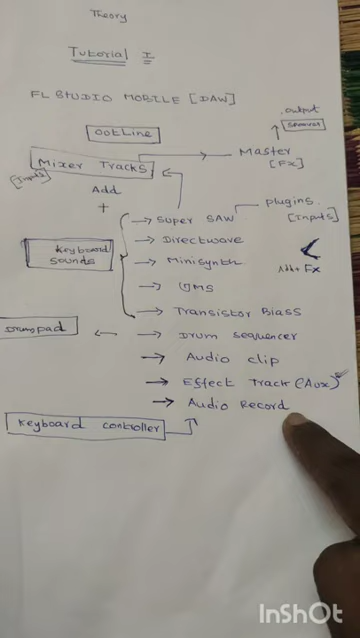 Theory
Tutorial I
FL STUDIO MOBILE [DAW]
OutLine
output
Mixer Tracks
Master
[Inputs]
[Fx]
Add
+
plugins
[Inputs]
Super SAW
Directwave
Keyboard
sounds
Minisynth
Add+ Fx
GMS
Transistor Bass
Drumpad
Drum sequencer
Audio clip
Effect Track (Aux)
Audio Record
Keyboard controller
InShOt